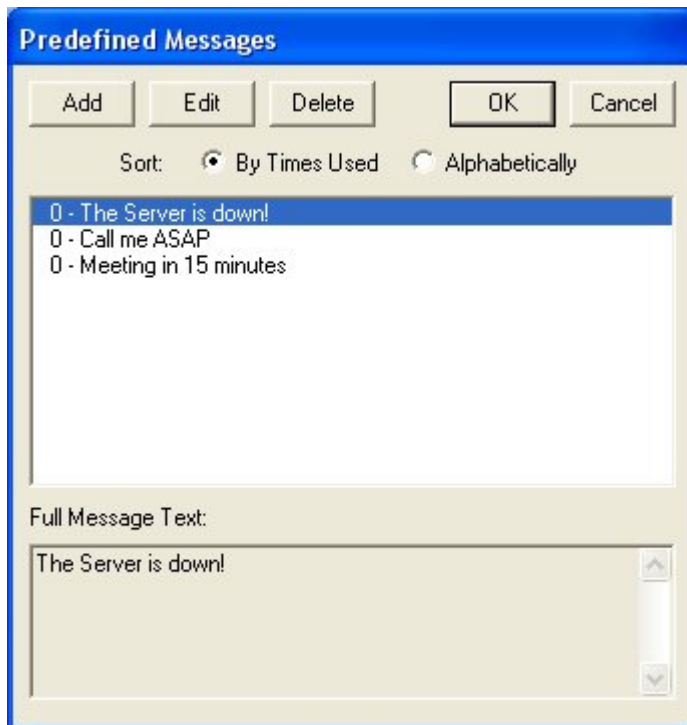 Predefined Messages
Add Edit Delete OK Cancel
Sort: By Times Used Alphabetically
0 - The Server is down!
0 - Call me ASAP
0 - Meeting in 15 minutes
Full Message Text:
The Server is down!